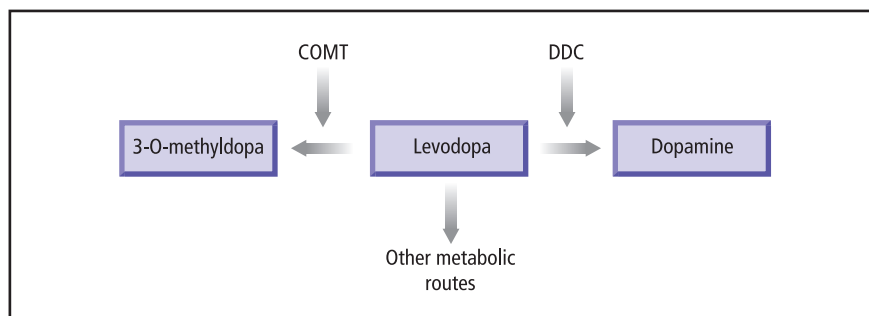 COMT
DDC
3-O-methyldopa
Levodopa
Dopamine
Other metabolic
routes